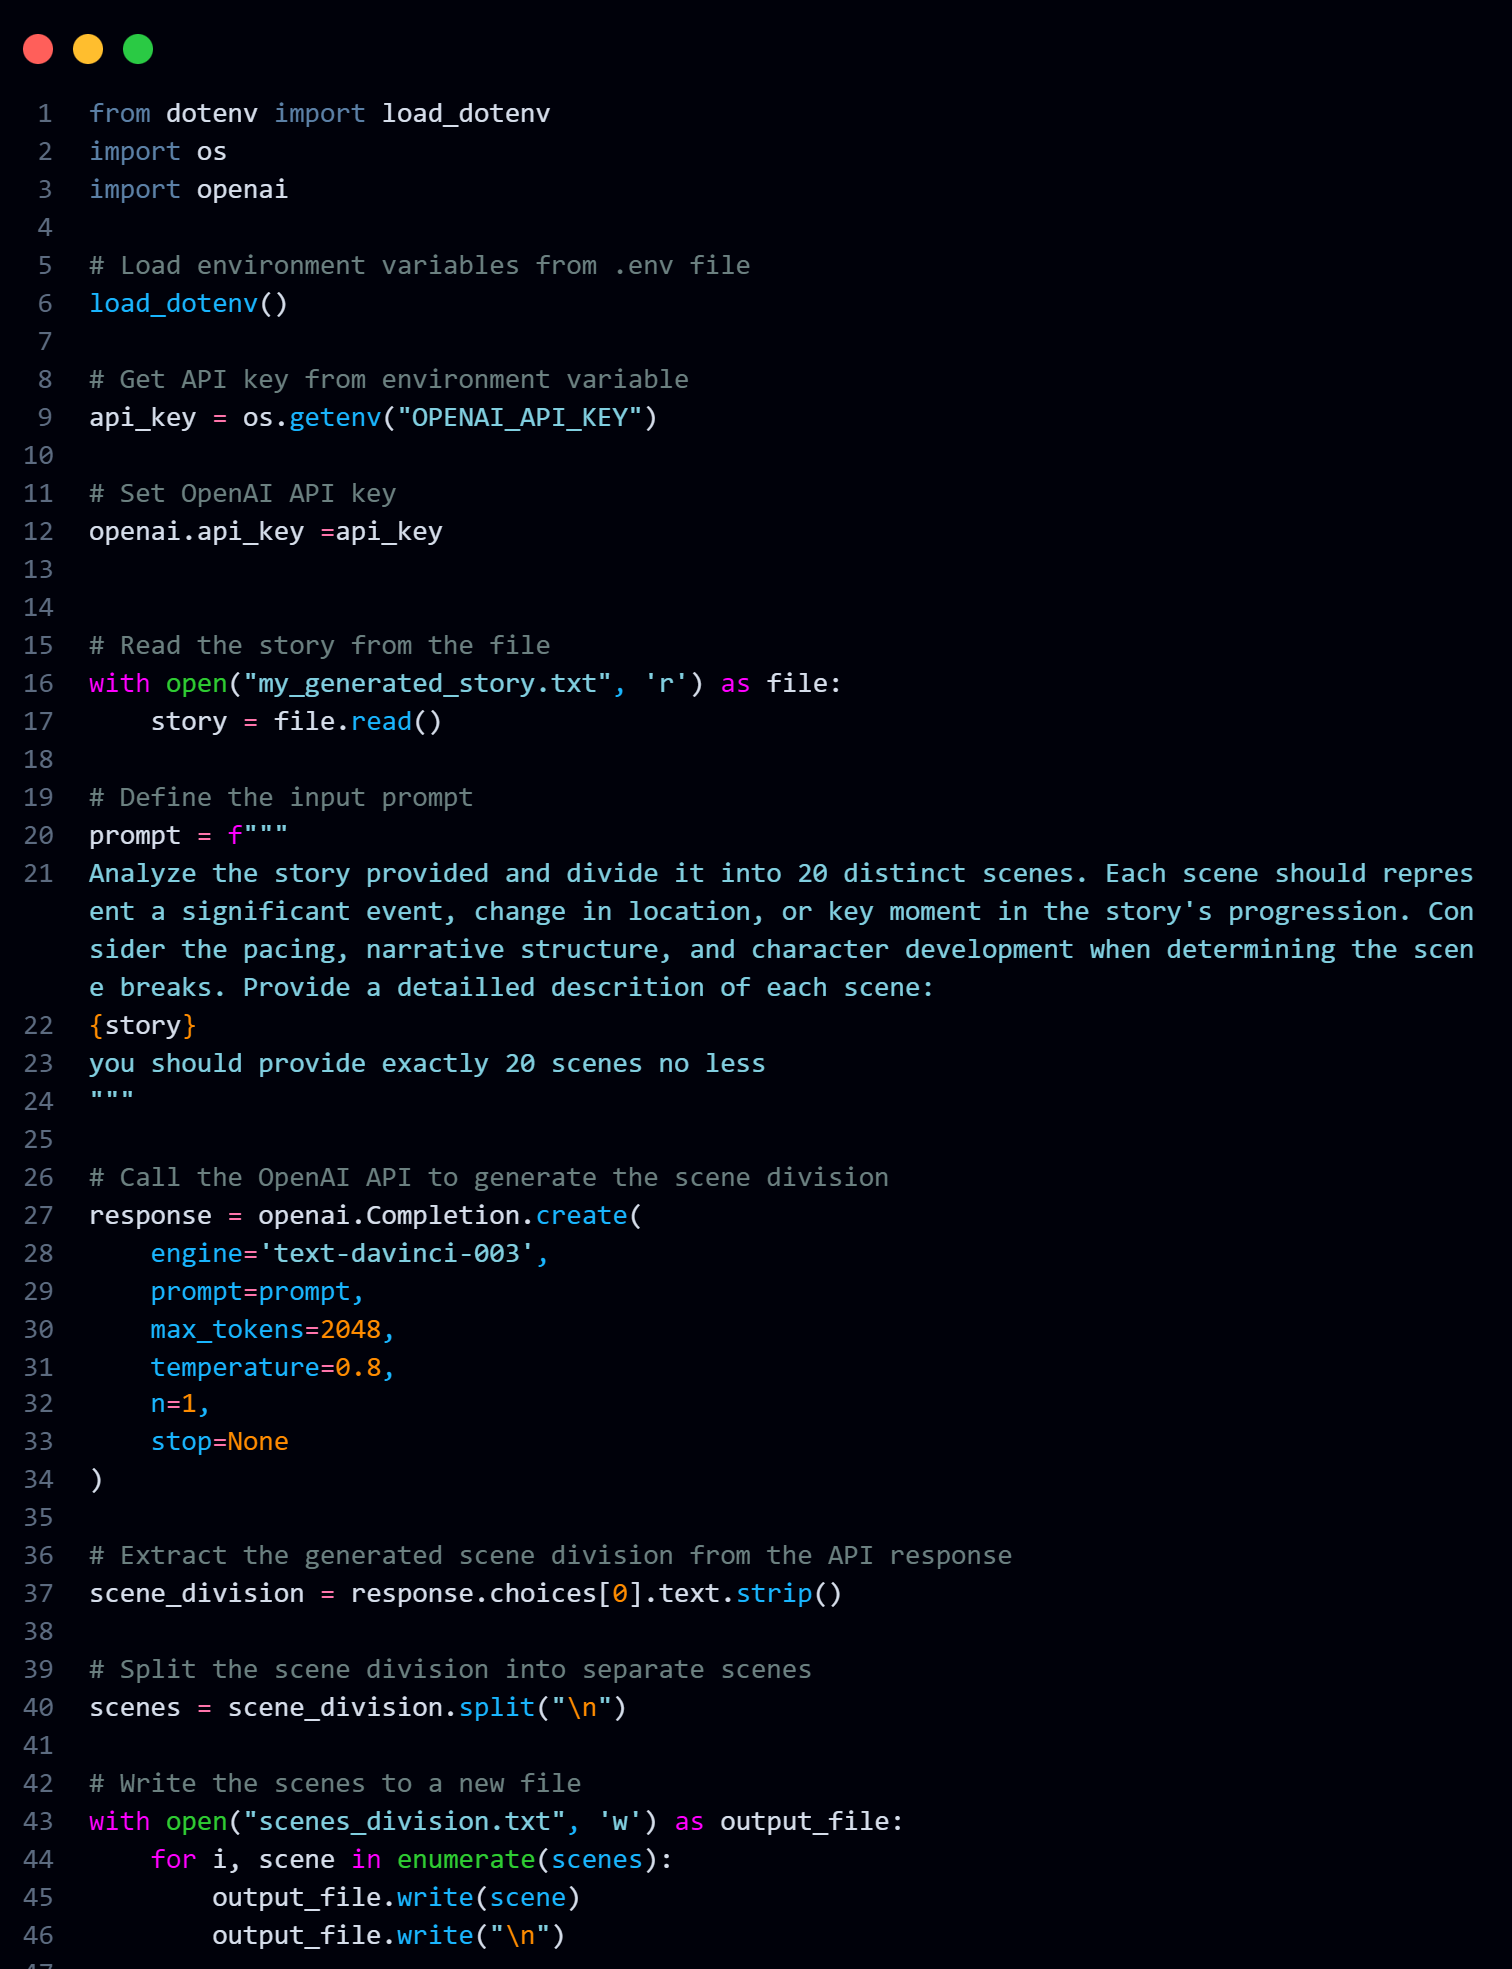 1 from dotenv import load_dotenv
2 import os
3 import openai
4
5 # Load environment variables from .env file
6 load_dotenv()
7
8 # Get API key from environment variable
9 api_key = os.getenv("OPENAI_API_KEY")
10
11 # Set OpenAI API key
12 openai.api_key =api_key
13
14
15 # Read the story from the file
16 with open("my_generated_story.txt", 'r') as file:
17     story = file.read()
18
19 # Define the input prompt
20 prompt = f"""
21 Analyze the story provided and divide it into 20 distinct scenes. Each scene should repres
ent a significant event, change in location, or key moment in the story's progression. Con
sider the pacing, narrative structure, and character development when determining the scen
e breaks. Provide a detailled descrition of each scene:
22 {story}
23 you should provide exactly 20 scenes no less
24 """
25
26 # Call the OpenAI API to generate the scene division
27 response = openai.Completion.create(
28     engine='text-davinci-003',
29     prompt=prompt,
30     max_tokens=2048,
31     temperature=0.8,
32     n=1,
33     stop=None
34 )
35
36 # Extract the generated scene division from the API response
37 scene_division = response.choices[0].text.strip()
38
39 # Split the scene division into separate scenes
40 scenes = scene_division.split("\n")
41
42 # Write the scenes to a new file
43 with open("scenes_division.txt", 'w') as output_file:
44     for i, scene in enumerate(scenes):
45         output_file.write(scene)
46         output_file.write("\n")
47